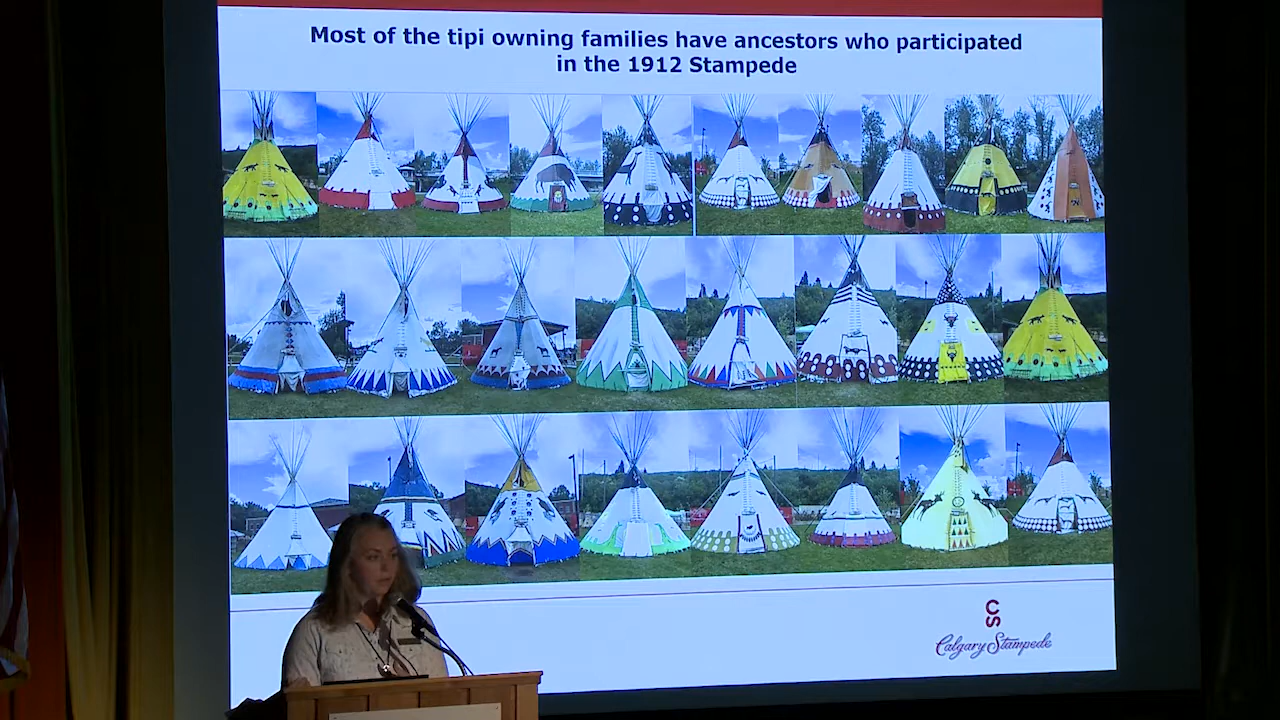 Most of the tipi owning families have ancestors who participated
in the 1912 Stampede
CS
Calgary Stampede